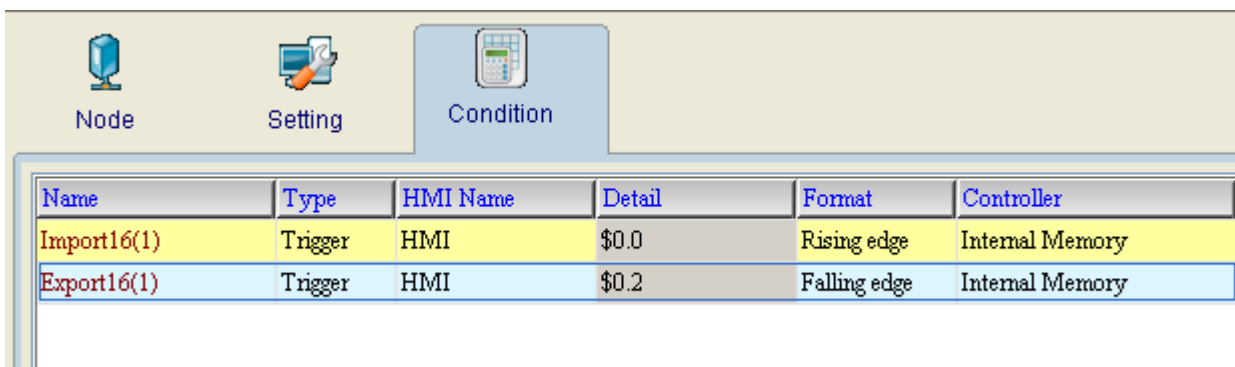 Node Setting Condition
Name Type HMI Name Detail Format Controller
Import16(1) Trigger HMI $0.0 Rising edge Internal Memory
Export16(1) Trigger HMI $0.2 Falling edge Internal Memory